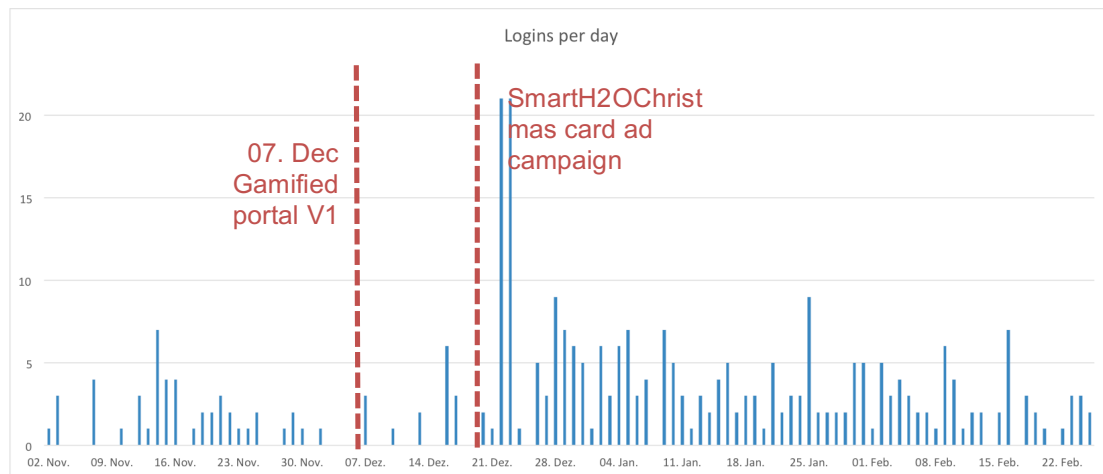 Logins per day
20
15
10
5
0
07. Dec
Gamified
portal V1
SmartH2OChrist
mas card ad
campaign
02. Nov.
09. Nov.
16. Nov.
23. Nov.
30. Nov.
07. Dez.
14. Dez.
21. Dez.
28. Dez.
04. Jan.
11. Jan.
18. Jan.
25. Jan.
01. Feb.
08. Feb.
15. Feb.
22. Feb.